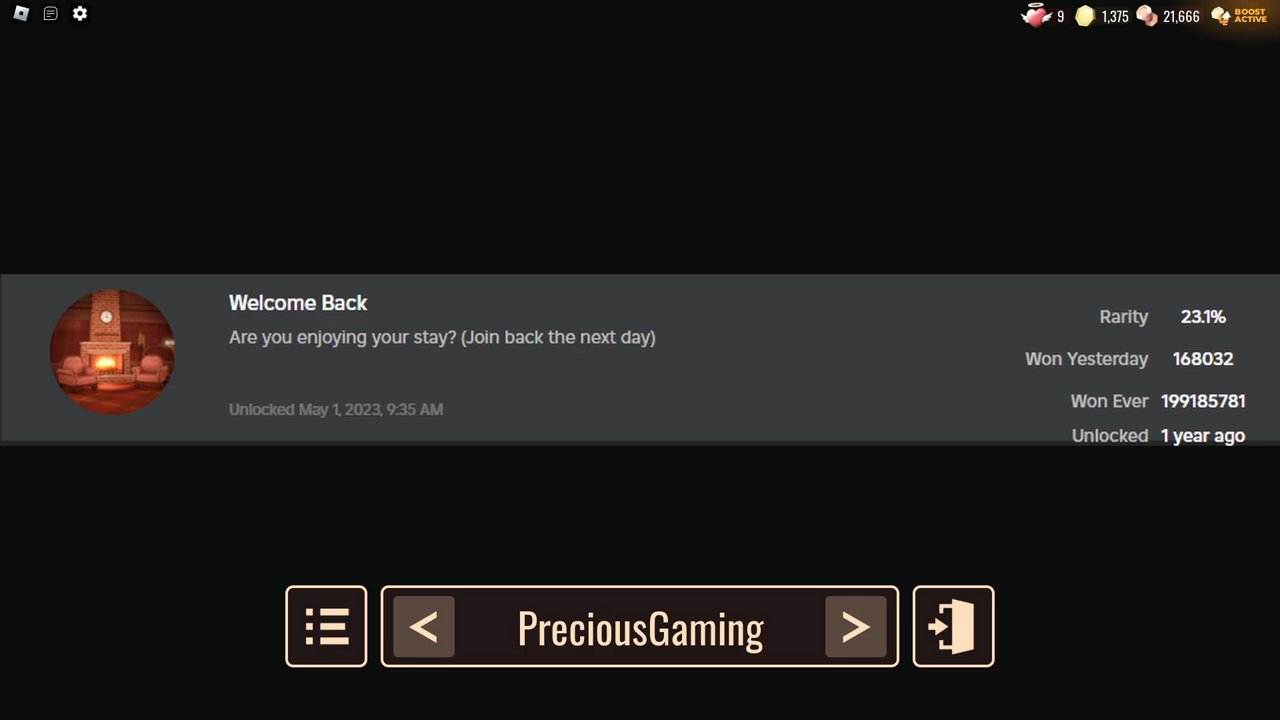 9 1,375 21,666 BOOST
ACTIVE
Welcome Back
Are you enjoying your stay? (Join back the next day)
Unlocked May 1, 2023, 9:35 AM
Rarity 23.1%
Won Yesterday 168032
Won Ever 199185781
Unlocked 1 year ago
< PreciousGaming >